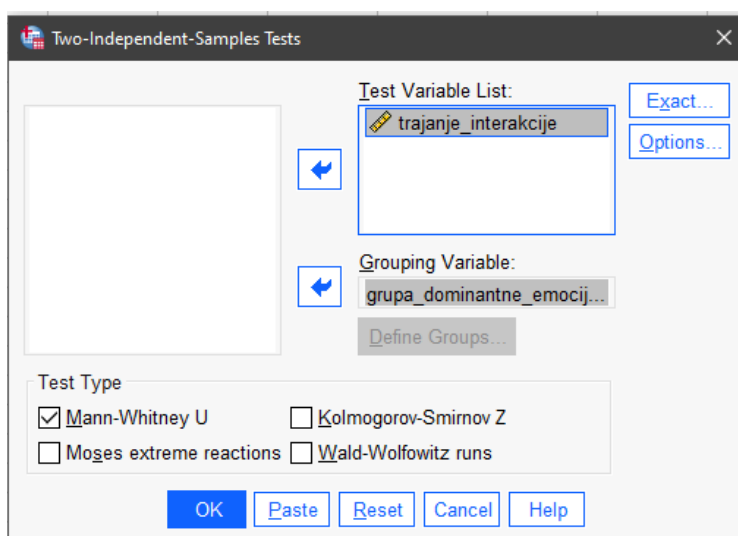 Two-Independent-Samples Tests
Test Variable List:
trajanje_interakcije
Exact...
Options...
Grouping Variable:
grupa_dominantne_emocij...
Define Groups...
Test Type
Mann-Whitney U
Kolmogorov-Smirnov Z
Moses extreme reactions
Wald-Wolfowitz runs
OK
Paste
Reset
Cancel
Help